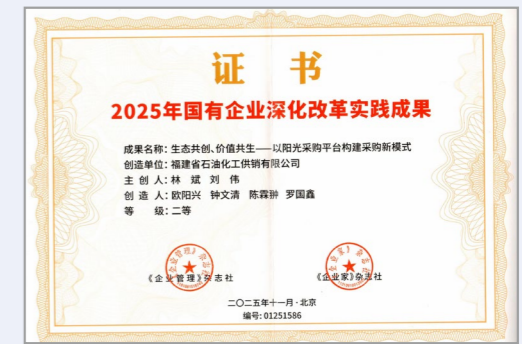 证 书
2025年国有企业深化改革实践成果
成果名称：生态共创、价值共生——以阳光采购平台构建采购新模式
创造单位：福建省石油化工供销有限公司
主 创 人：林 斌 刘 伟
创 造 人：欧阳兴 钟文清 陈霖翀 罗国鑫
等 级：二等
《企业管理》杂志社 《企业家》杂志社
二〇二五年十一月·北京
编号：01251586